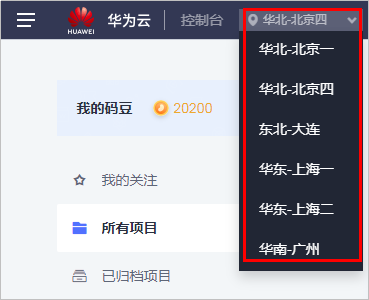 HUAWEI
华为云
控制台
华北-北京四
华北-北京一
华北-北京四
东北-大连
华东-上海一
华东-上海二
华南-广州
我的码豆
20200
我的关注
所有项目
已归档项目